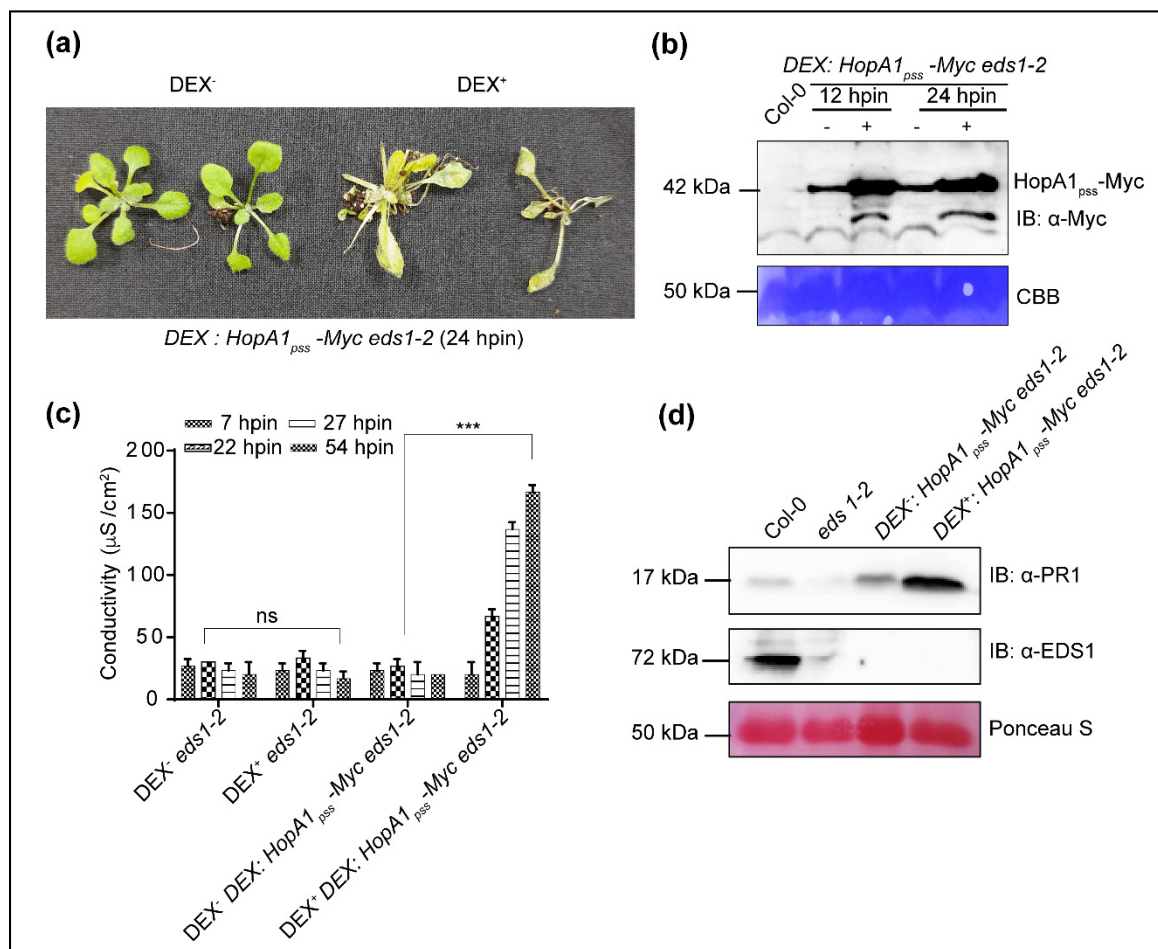 (a)
DEX⁻ DEX⁺
DEX : HopA1pss -Myc eds1-2 (24 hpin)
(b)
DEX: HopA1pss -Myc eds1-2
Col-0
12 hpin 24 hpin
- + - +
42 kDa
HopA1pss-Myc
IB: α-Myc
50 kDa
CBB
(c)
7 hpin 27 hpin
22 hpin 54 hpin
***
ns
Conductivity (µS /cm²)
200
150
100
50
0
DEX⁻ eds1-2
DEX⁺ eds1-2
DEX⁻ DEX: HopA1pss -Myc eds1-2
DEX⁺ DEX: HopA1pss -Myc eds1-2
(d)
Col-0
eds 1-2
DEX⁻: HopA1pss -Myc eds1-2
DEX⁺: HopA1pss -Myc eds1-2
17 kDa
IB: α-PR1
72 kDa
IB: α-EDS1
50 kDa
Ponceau S